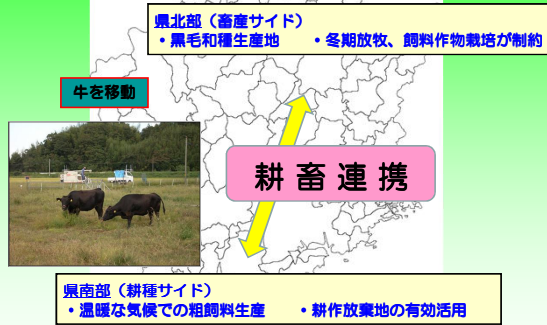 県北部（畜産サイド）
・黒毛和種生産地　　・冬期放牧、飼料作物栽培が制約
牛を移動
耕畜連携
県南部（耕種サイド）
・温暖な気候での粗飼料生産　　・耕作放棄地の有効活用